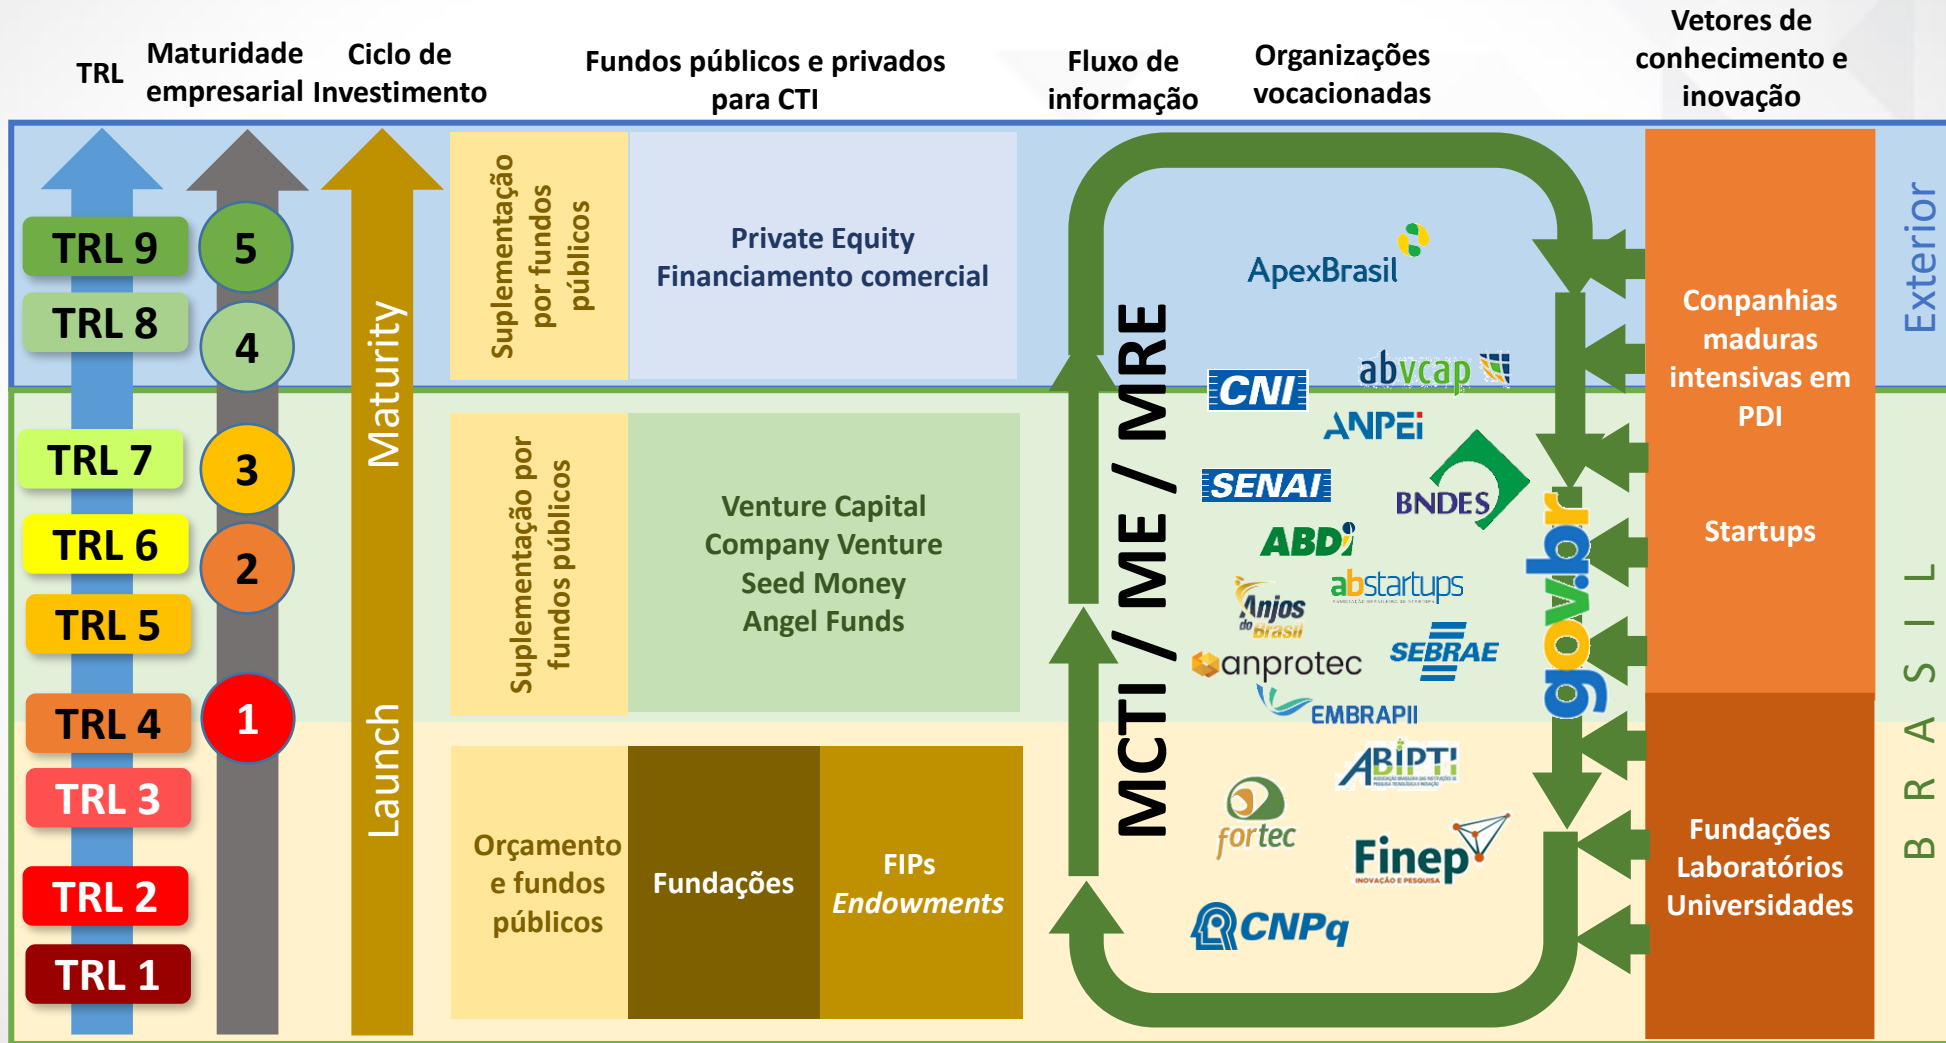 TRL
Maturidade
empresarial
Ciclo de
Investimento
Fundos públicos e privados
para CTI
Fluxo de
informação
Organizações
vocacionadas
Vetores de
conhecimento e
inovação
TRL 9
TRL 8
TRL 7
TRL 6
TRL 5
TRL 4
TRL 3
TRL 2
TRL 1
5
4
3
2
1
Maturity
Launch
Suplementação
por fundos
públicos
Private Equity
Financiamento comercial
Suplementação por
fundos públicos
Venture Capital
Company Venture
Seed Money
Angel Funds
Orçamento
e fundos
públicos
Fundações
FIPs
Endowments
MCTI / ME / MRE
ApexBrasil
abvcap
CNI
ANPEi
SENAI
BNDES
ABDi
abstartups
Anjos
do Brasil
anprotec
SEBRAE
EMBRAPII
ABIPTI
fortec
Finep
INOVAÇÃO E PESQUISA
CNPq
gov.br
Conpanhias
maduras
intensivas em
PDI
Startups
Fundações
Laboratórios
Universidades
Exterior
BRASIL